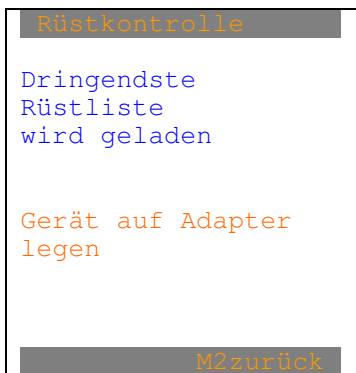 Rüstkontrolle
Dringendste
Rüstliste
wird geladen
Gerät auf Adapter
legen
M2zurück